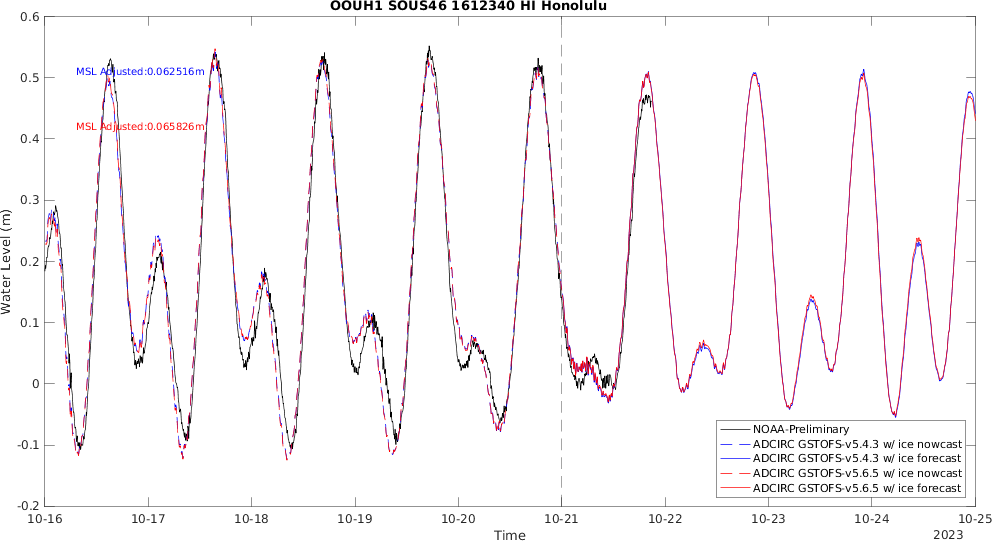 OOUH1 SOUS46 1612340 HI Honolulu
0.6
0.5
0.4
0.3
0.2
0.1
0
-0.1
-0.2
Water Level (m)
MSL Adjusted:0.062516m
MSL Adjusted:0.065826m
NOAA-Preliminary
ADCIRC GSTOFS-v5.4.3 w/ ice nowcast
ADCIRC GSTOFS-v5.4.3 w/ ice forecast
ADCIRC GSTOFS-v5.6.5 w/ ice nowcast
ADCIRC GSTOFS-v5.6.5 w/ ice forecast
10-16 10-17 10-18 10-19 10-20 10-21 10-22 10-23 10-24 10-25
Time
2023